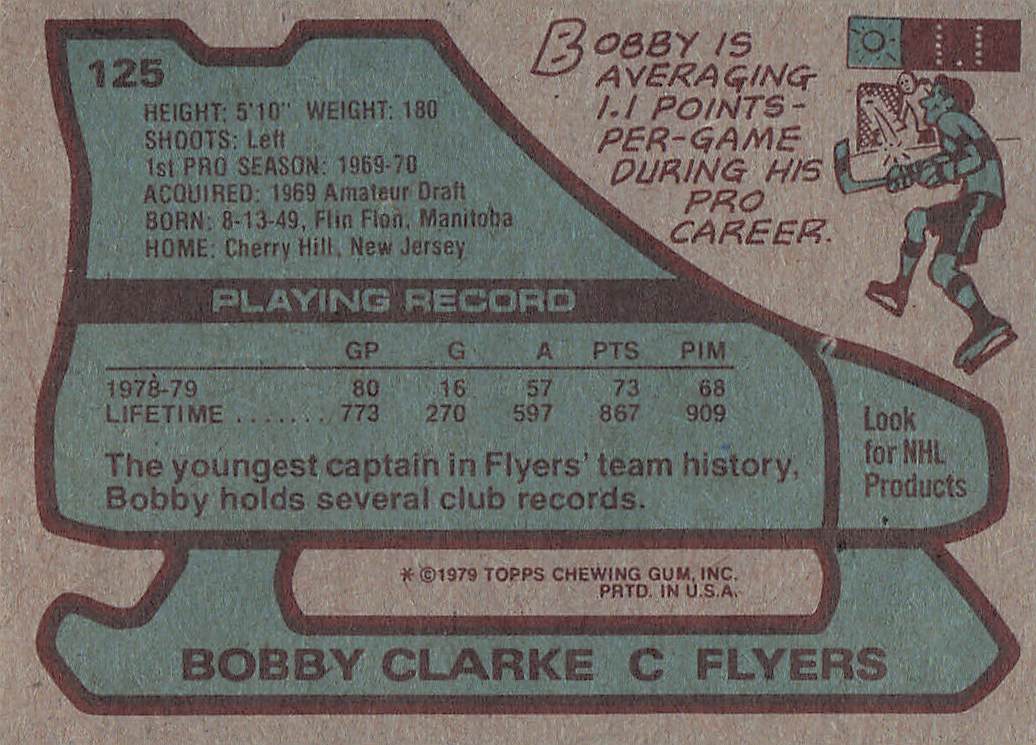 125
HEIGHT: 5'10" WEIGHT: 180
SHOOTS: Left
1st PRO SEASON: 1969-70
ACQUIRED: 1969 Amateur Draft
BORN: 8-13-49, Flin Flon, Manitoba
HOME: Cherry Hill, New Jersey
BOBBY IS
AVERAGING
1.1 POINTS-
PER-GAME
DURING HIS
PRO
CAREER.
1.1
PLAYING RECORD
GP G A PTS PIM
1978-79 80 16 57 73 68
LIFETIME ....... 773 270 597 867 909
The youngest captain in Flyers' team history,
Bobby holds several club records.
Look
for NHL
Products
* ©1979 TOPPS CHEWING GUM, INC.
PRTD. IN U.S.A.
BOBBY CLARKE C FLYERS